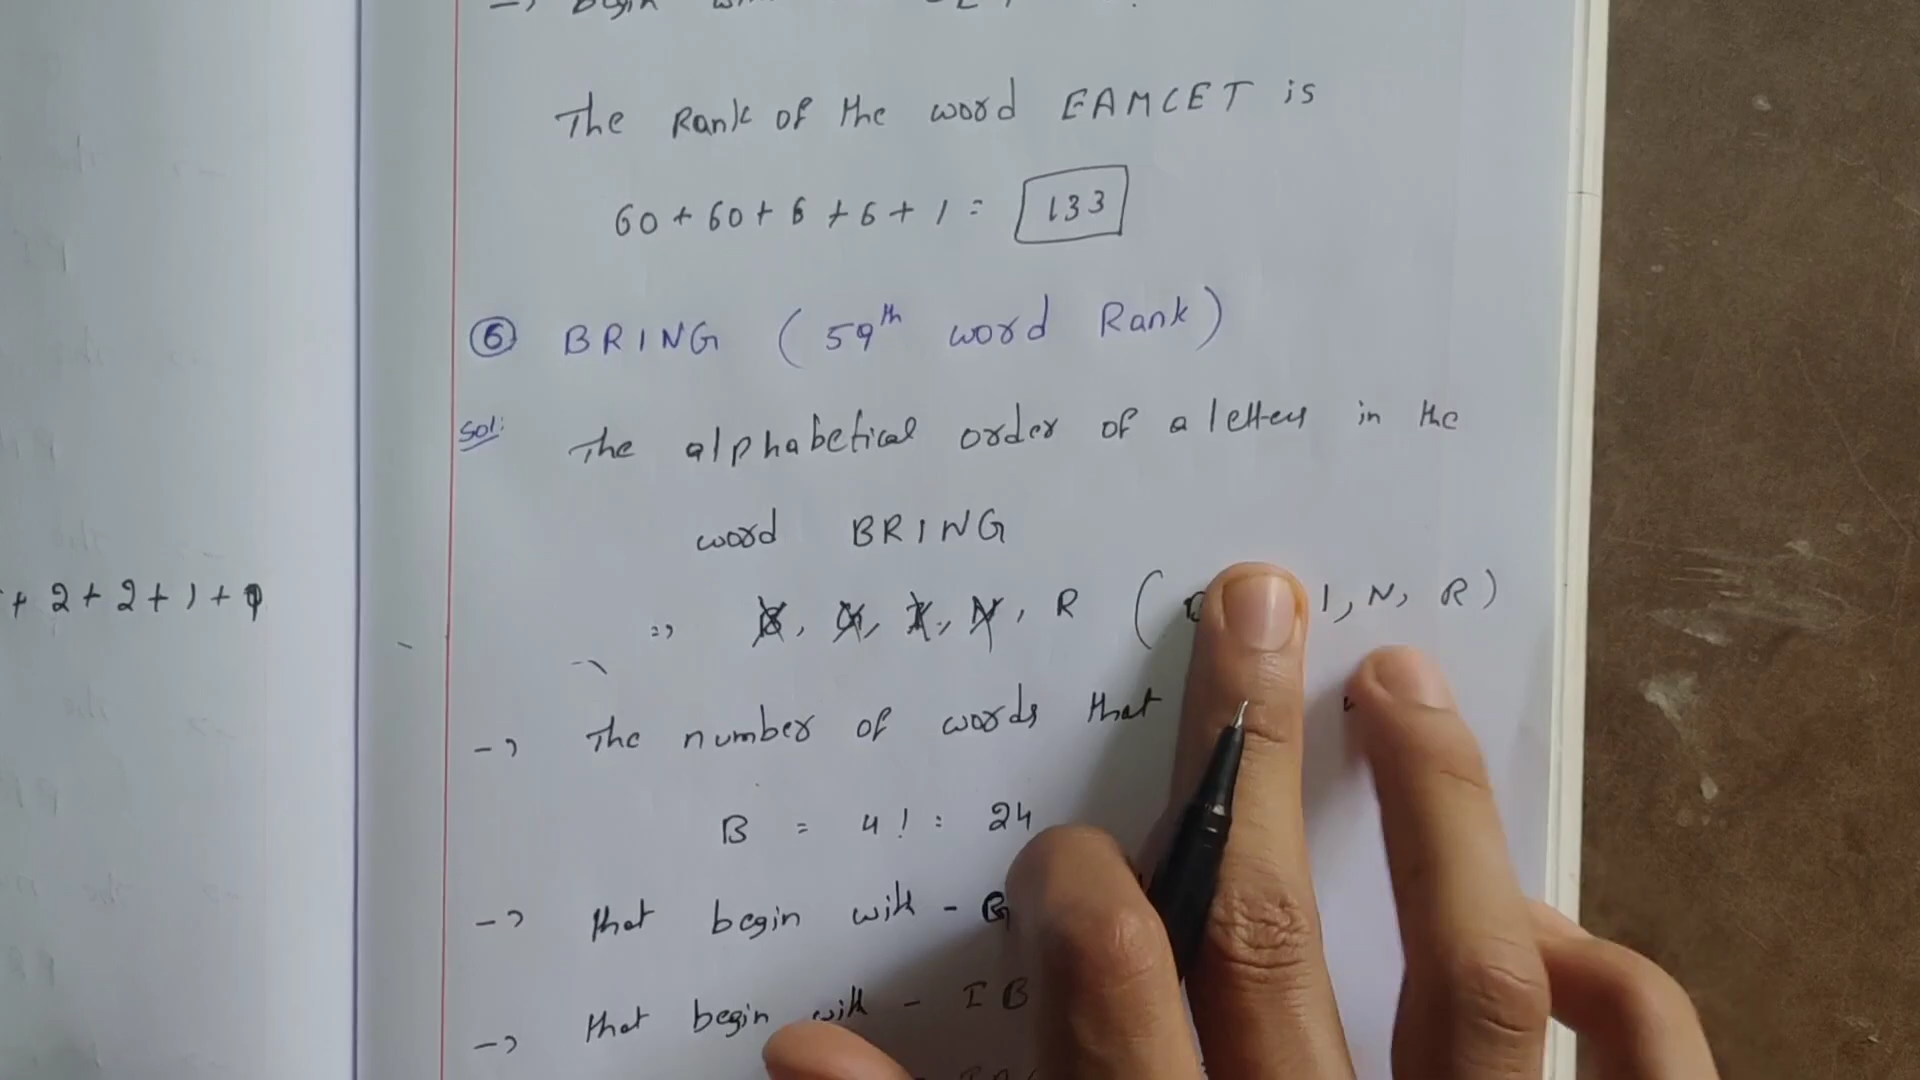 + 2 + 2 + 1 + 1
The Rank of the word EAMCET is
60 + 60 + 6 + 6 + 1 = 133
6 BRING (59th word Rank)
Sol: The alphabetical order of a letters in the
word BRING
=> B, G, I, N, R ( I, N, R)
-> The number of words that
B = 4! = 24
-> that begin with - G
-> that begin with - I B